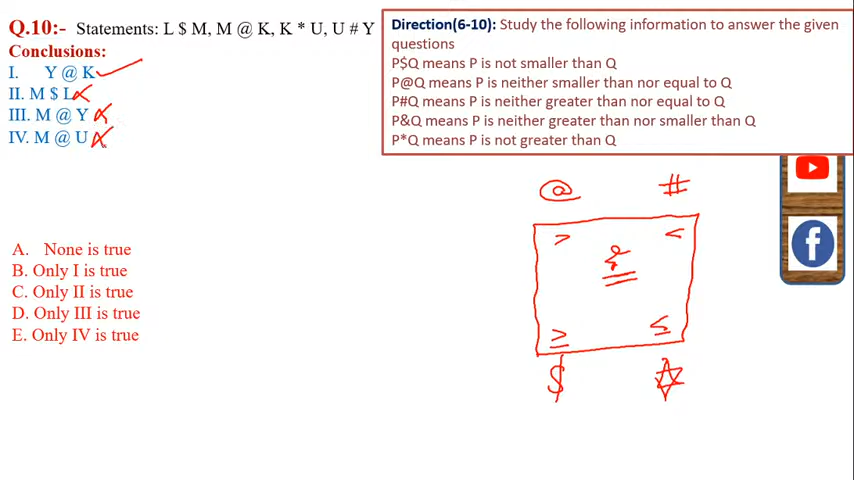 Q.10:- Statements: L $ M, M @ K, K * U, U # Y
Conclusions:
I. Y @ K
II. M $ L
III. M @ Y
IV. M @ U
A. None is true
B. Only I is true
C. Only II is true
D. Only III is true
E. Only IV is true
Direction(6-10): Study the following information to answer the given
questions
P$Q means P is not smaller than Q
P@Q means P is neither smaller than nor equal to Q
P#Q means P is neither greater than nor equal to Q
P&Q means P is neither greater than nor smaller than Q
P*Q means P is not greater than Q
@ #
> <
=
≥ ≤
$